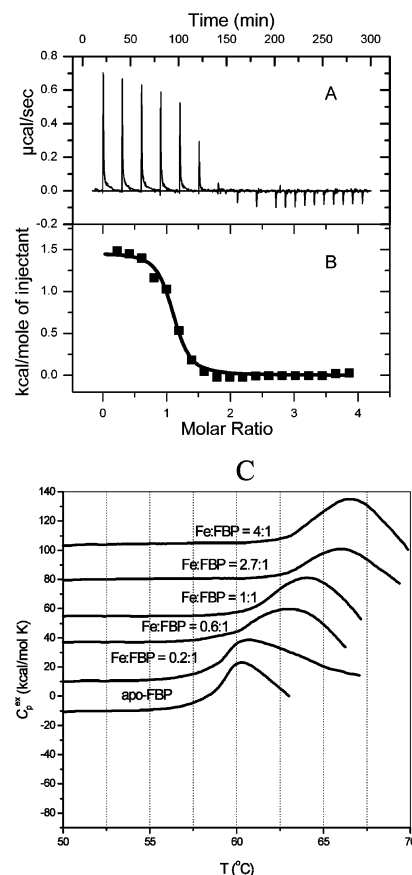 Time (min)
0 50 100 150 200 250 300
0.8
0.6
0.4
0.2
0.0
-0.2
µcal/sec
A
1.5
1.0
0.5
0.0
kcal/mole of injectant
B
0 1 2 3 4
Molar Ratio
C
140
120
100
80
60
40
20
0
-20
-40
-60
-80
C_p^ex (kcal/mol K)
Fe:FBP = 4:1
Fe:FBP = 2.7:1
Fe:FBP = 1:1
Fe:FBP = 0.6:1
Fe:FBP = 0.2:1
apo-FBP
50 55 60 65 70
T (°C)